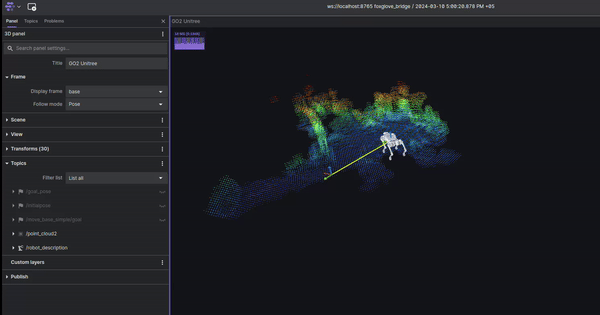 ws://localhost:8765 foxglove_bridge / 2024-03-10 5:00:20.878 PM +05
Panel Topics Problems
GO2 Unitree
3D panel
Search panel settings...
Title GO2 Unitree
Frame
Display frame base
Follow mode Pose
Scene
View
Transforms (30)
Topics
Filter list List all
/goal_pose
/initialpose
/move_base_simple/goal
/point_cloud2
/robot_description
Custom layers
Publish